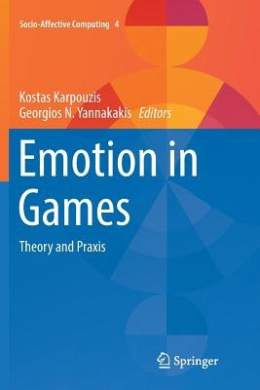 Socio-Affective Computing 4
Kostas Karpouzis
Georgios N. Yannakakis Editors
Emotion in
Games
Theory and Praxis
Springer